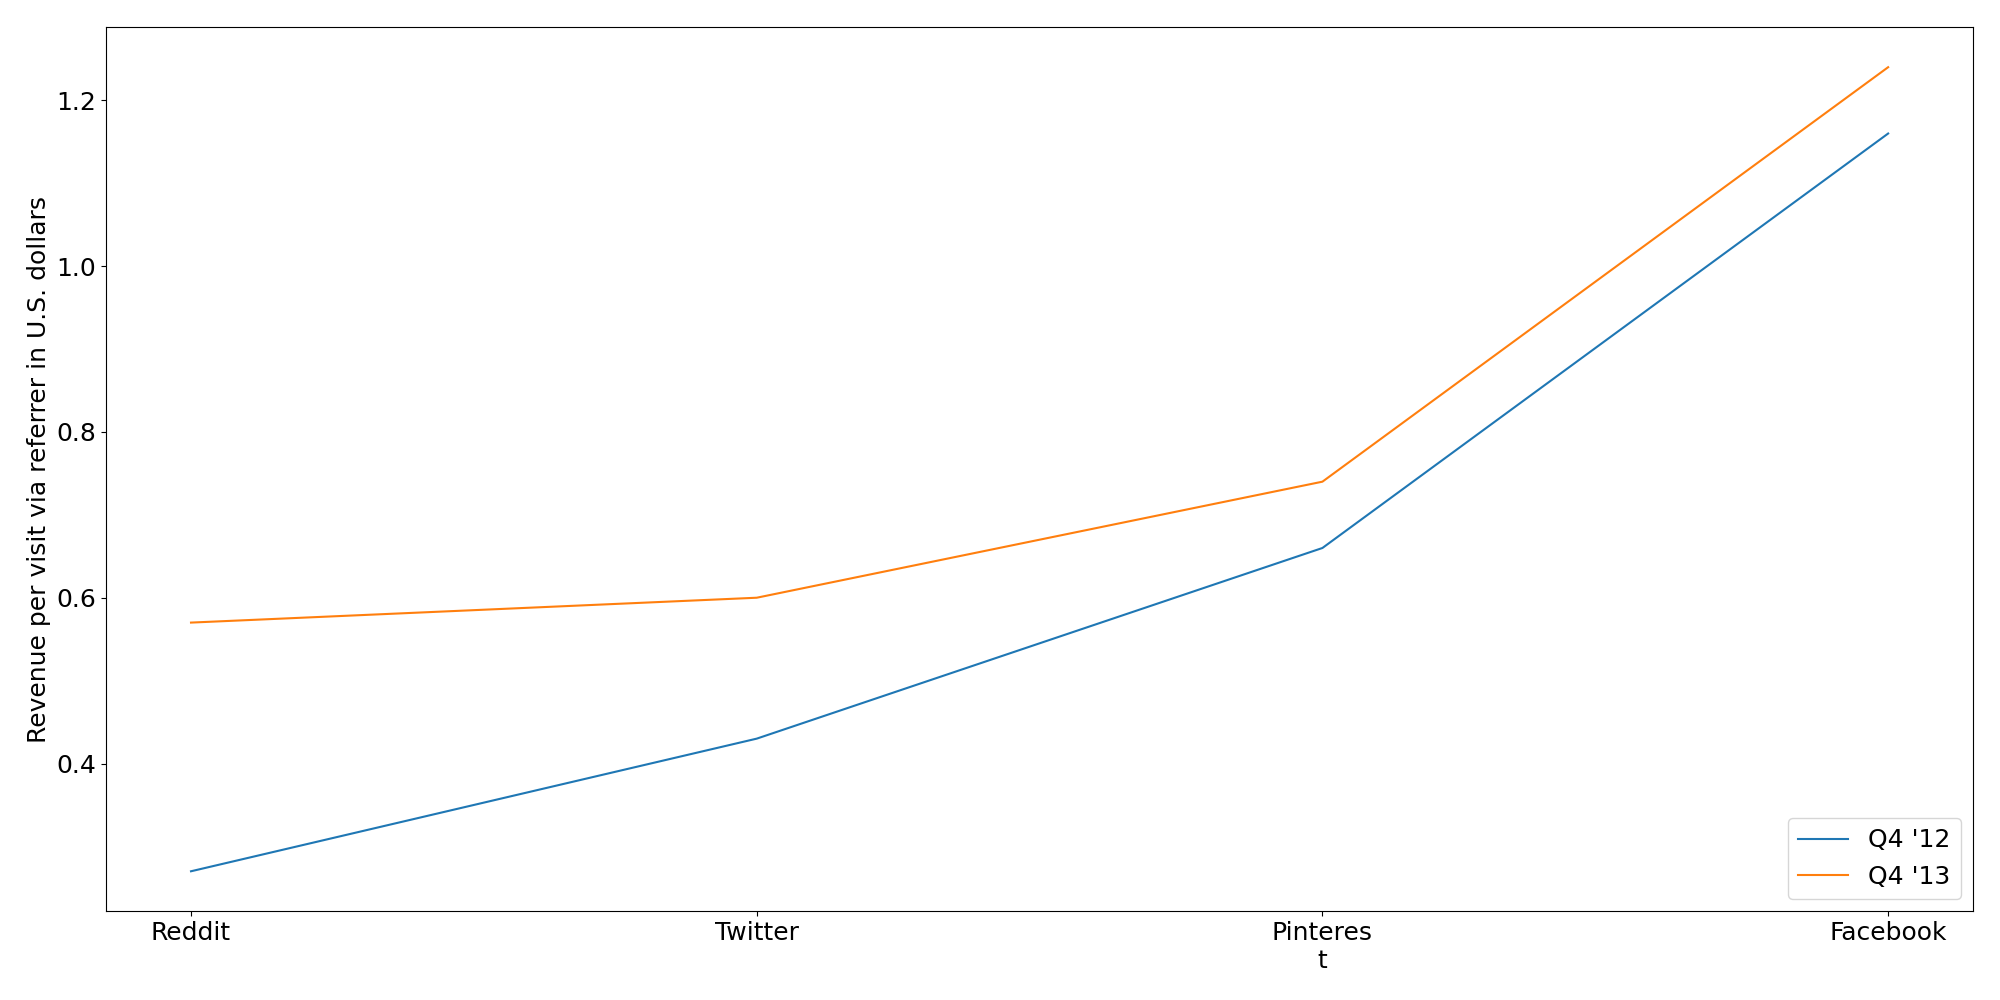 Revenue per visit via referrer in U.S. dollars
1.2
1.0
0.8
0.6
0.4
Reddit
Twitter
Pinteres
t
Facebook
Q4 '12
Q4 '13